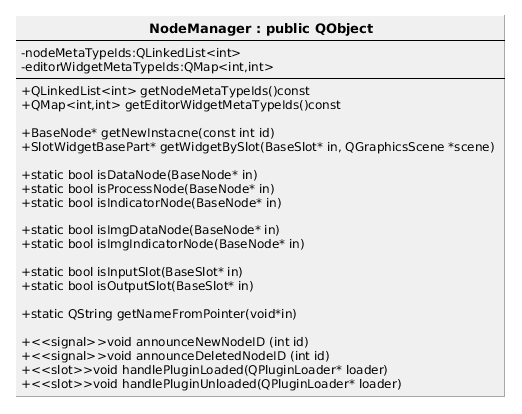 NodeManager : public QObject
-nodeMetaTypeIds:QLinkedList<int>
-editorWidgetMetaTypeIds:QMap<int,int>
+QLinkedList<int> getNodeMetaTypeIds()const
+QMap<int,int> getEditorWidgetMetaTypeIds()const
+BaseNode* getNewInstacne(const int id)
+SlotWidgetBasePart* getWidgetBySlot(BaseSlot* in, QGraphicsScene *scene)
+static bool isDataNode(BaseNode* in)
+static bool isProcessNode(BaseNode* in)
+static bool isIndicatorNode(BaseNode* in)
+static bool isImgDataNode(BaseNode* in)
+static bool isImgIndicatorNode(BaseNode* in)
+static bool isInputSlot(BaseSlot* in)
+static bool isOutputSlot(BaseSlot* in)
+static QString getNameFromPointer(void*in)
+<<signal>>void announceNewNodeID (int id)
+<<signal>>void announceDeletedNodeID (int id)
+<<slot>>void handlePluginLoaded(QPluginLoader* loader)
+<<slot>>void handlePluginUnloaded(QPluginLoader* loader)